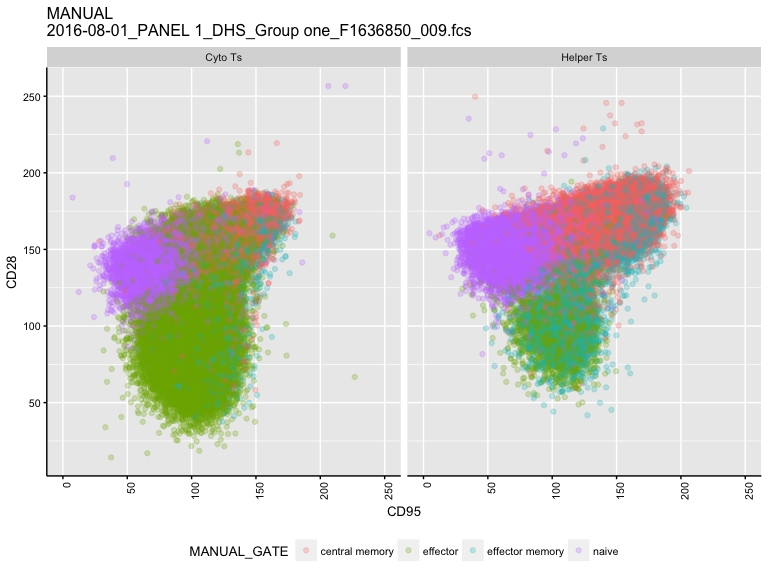 MANUAL
2016-08-01_PANEL 1_DHS_Group one_F1636850_009.fcs
Cyto Ts
Helper Ts
250
200
150
100
50
CD28
0 50 100 150 200 250
0 50 100 150 200 250
CD95
MANUAL_GATE central memory effector effector memory naive